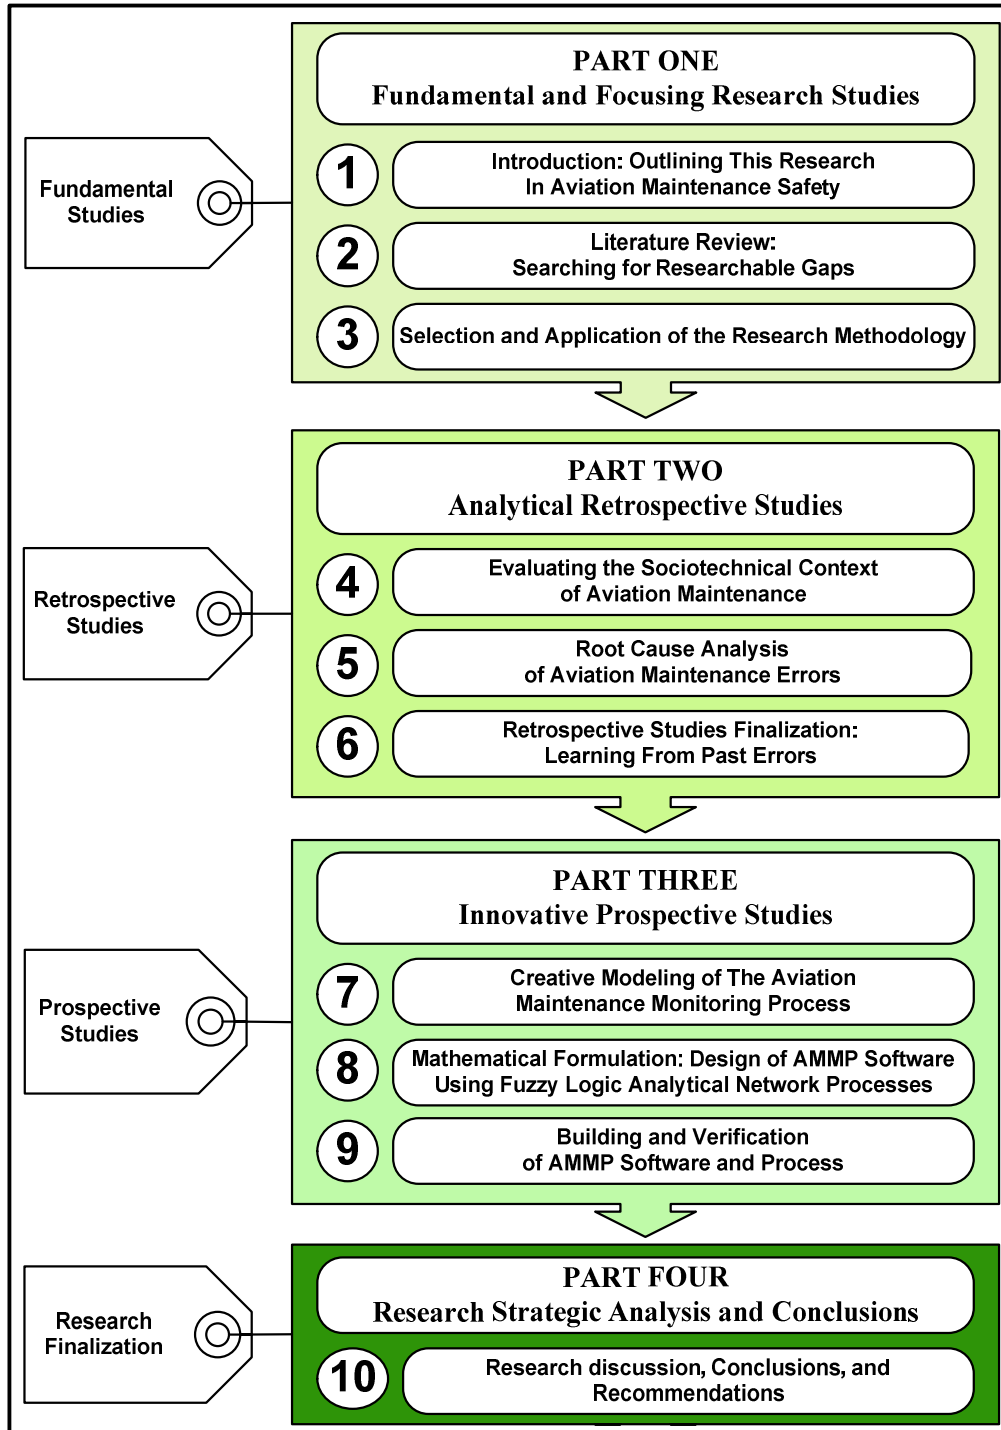 PART ONE
Fundamental and Focusing Research Studies
Fundamental
Studies
1
Introduction: Outlining This Research
In Aviation Maintenance Safety
2
Literature Review:
Searching for Researchable Gaps
3
Selection and Application of the Research Methodology
PART TWO
Analytical Retrospective Studies
Retrospective
Studies
4
Evaluating the Sociotechnical Context
of Aviation Maintenance
5
Root Cause Analysis
of Aviation Maintenance Errors
6
Retrospective Studies Finalization:
Learning From Past Errors
PART THREE
Innovative Prospective Studies
Prospective
Studies
7
Creative Modeling of The Aviation
Maintenance Monitoring Process
8
Mathematical Formulation: Design of AMMP Software
Using Fuzzy Logic Analytical Network Processes
9
Building and Verification
of AMMP Software and Process
PART FOUR
Research Strategic Analysis and Conclusions
Research
Finalization
10
Research discussion, Conclusions, and
Recommendations